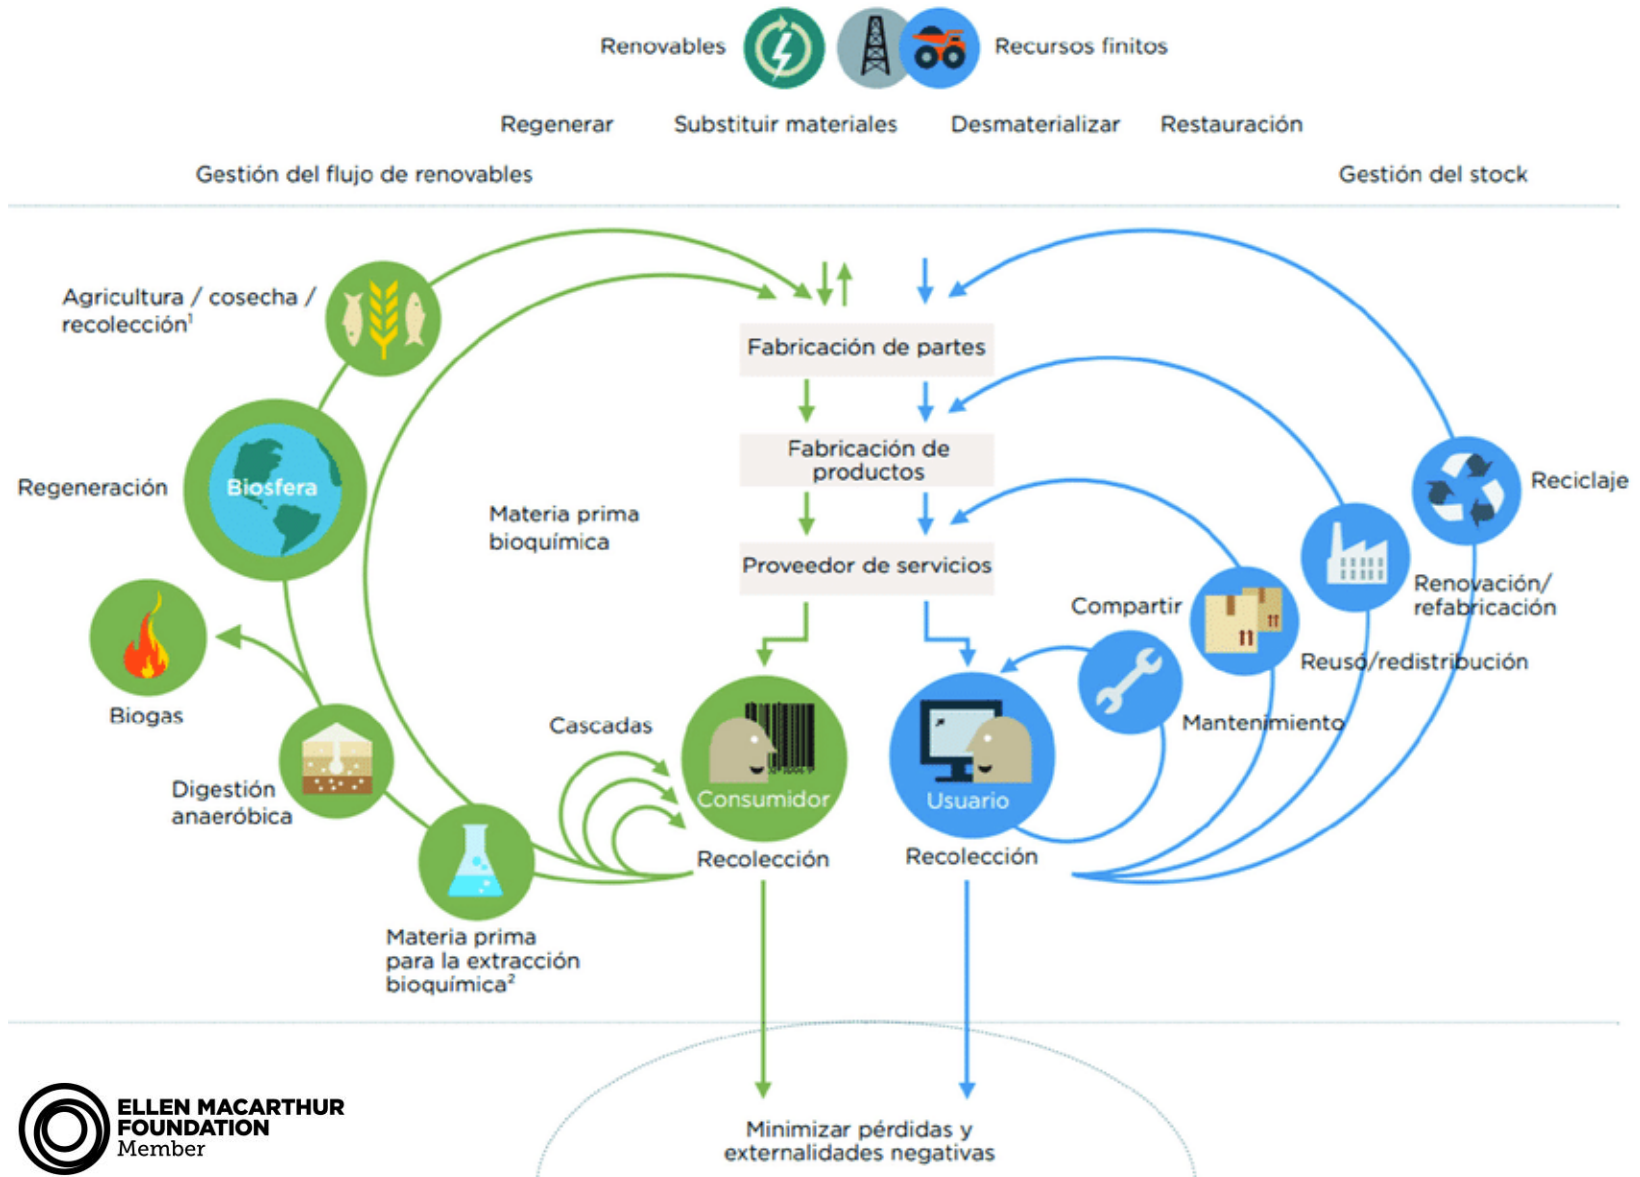 Renovables
Recursos finitos
Regenerar
Substituir materiales
Desmaterializar
Restauración
Gestión del flujo de renovables
Gestión del stock
Agricultura / cosecha /
recolección¹
Fabricación de partes
Fabricación de
productos
Proveedor de servicios
Regeneración
Biosfera
Materia prima
bioquímica
Reciclaje
Renovación/
refabricación
Compartir
Reuso/redistribución
Mantenimiento
Biogas
Cascadas
Digestión
anaeróbica
Consumidor
Usuario
Recolección
Recolección
Materia prima
para la extracción
bioquímica²
ELLEN MACARTHUR
FOUNDATION
Member
Minimizar pérdidas y
externalidades negativas